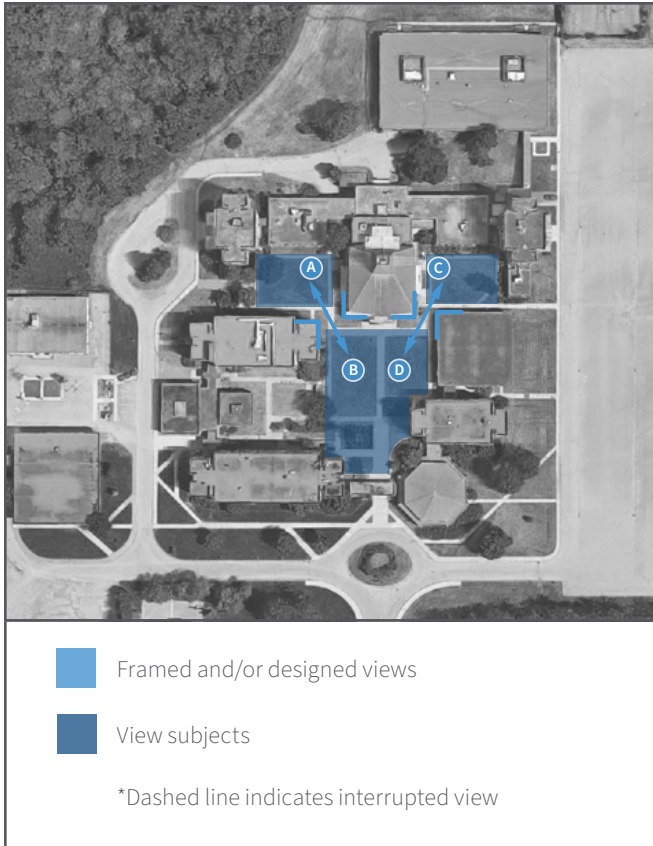 A
C
B
D
Framed and/or designed views
View subjects
*Dashed line indicates interrupted view